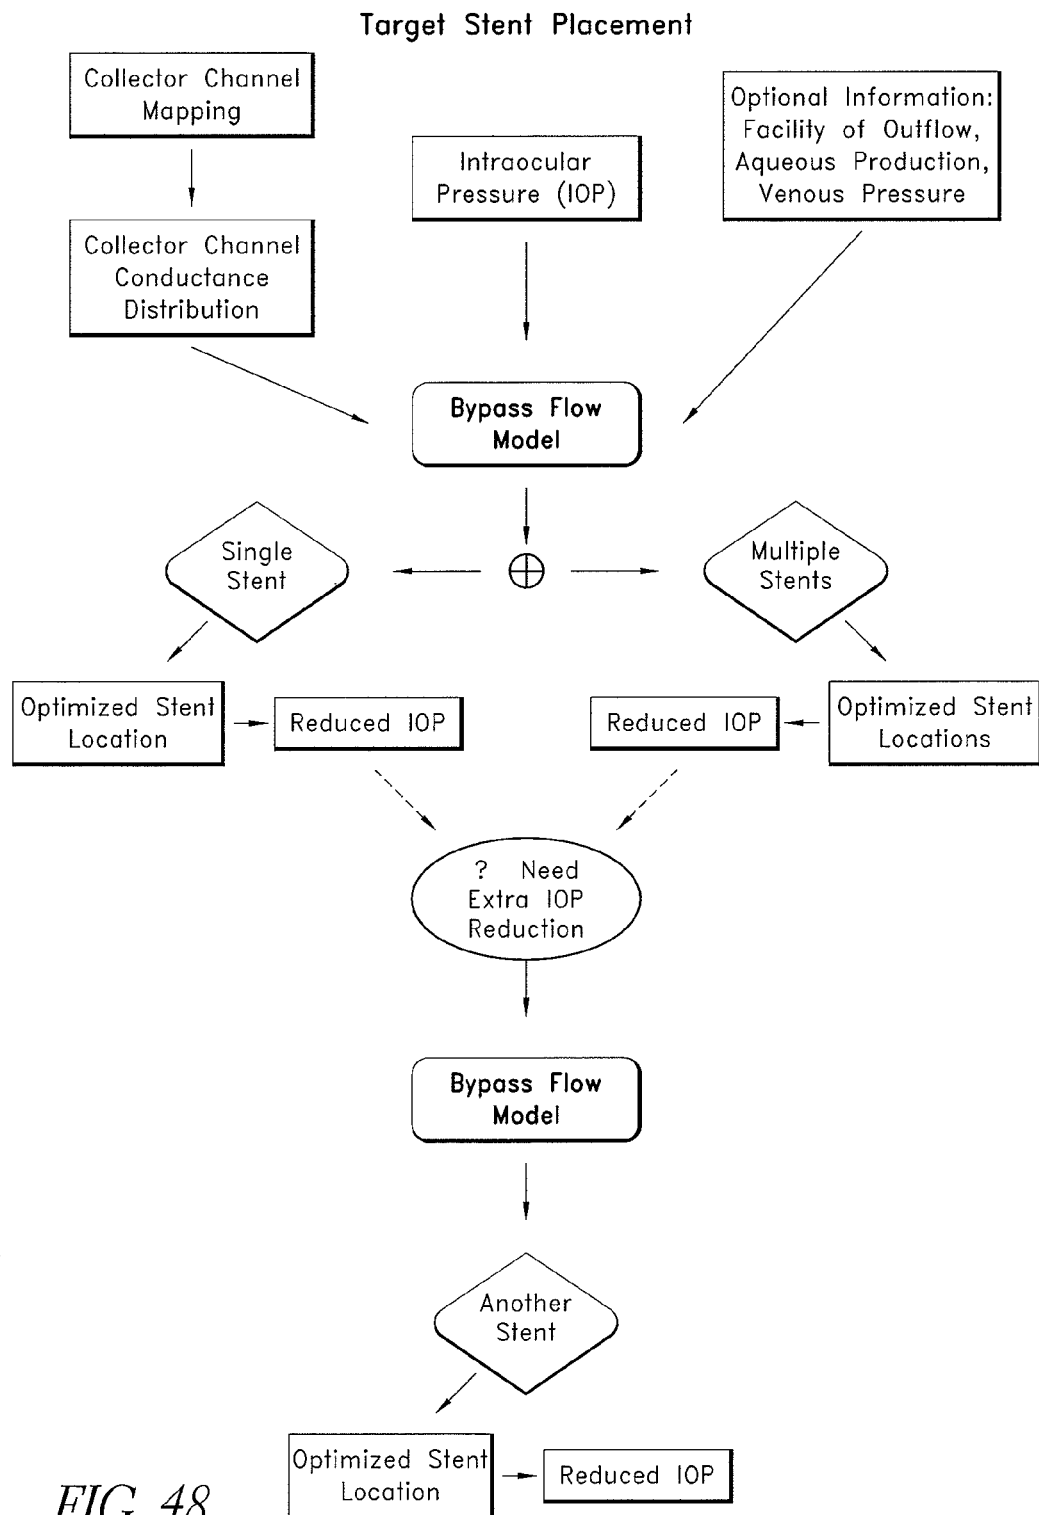 Target Stent Placement
Collector Channel
Mapping
Intraocular
Pressure (IOP)
Optional Information:
Facility of Outflow,
Aqueous Production,
Venous Pressure
Collector Channel
Conductance
Distribution
Bypass Flow
Model
Single
Stent
Multiple
Stents
Optimized Stent
Location
Reduced IOP
Reduced IOP
Optimized Stent
Locations
? Need
Extra IOP
Reduction
Bypass Flow
Model
Another
Stent
Optimized Stent
Location
Reduced IOP
FIG. 48